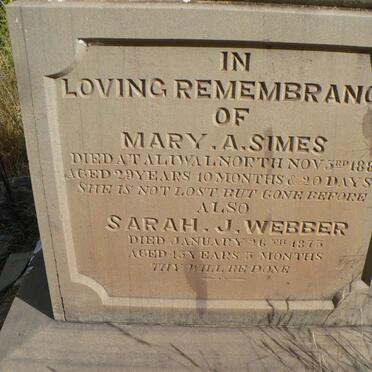 IN
LOVING REMEMBRANC
OF
MARY. A. SIMES
DIED AT ALIWAL NORTH NOV 3RD 188
AGED 29 YEARS 10 MONTHS & 20 DAYS
SHE IS NOT LOST BUT GONE BEFORE
ALSO
SARAH. J. WEBBER
DIED JANUARY 26TH 1875
AGED 45 YEARS 5 MONTHS
THY WILL BE DONE